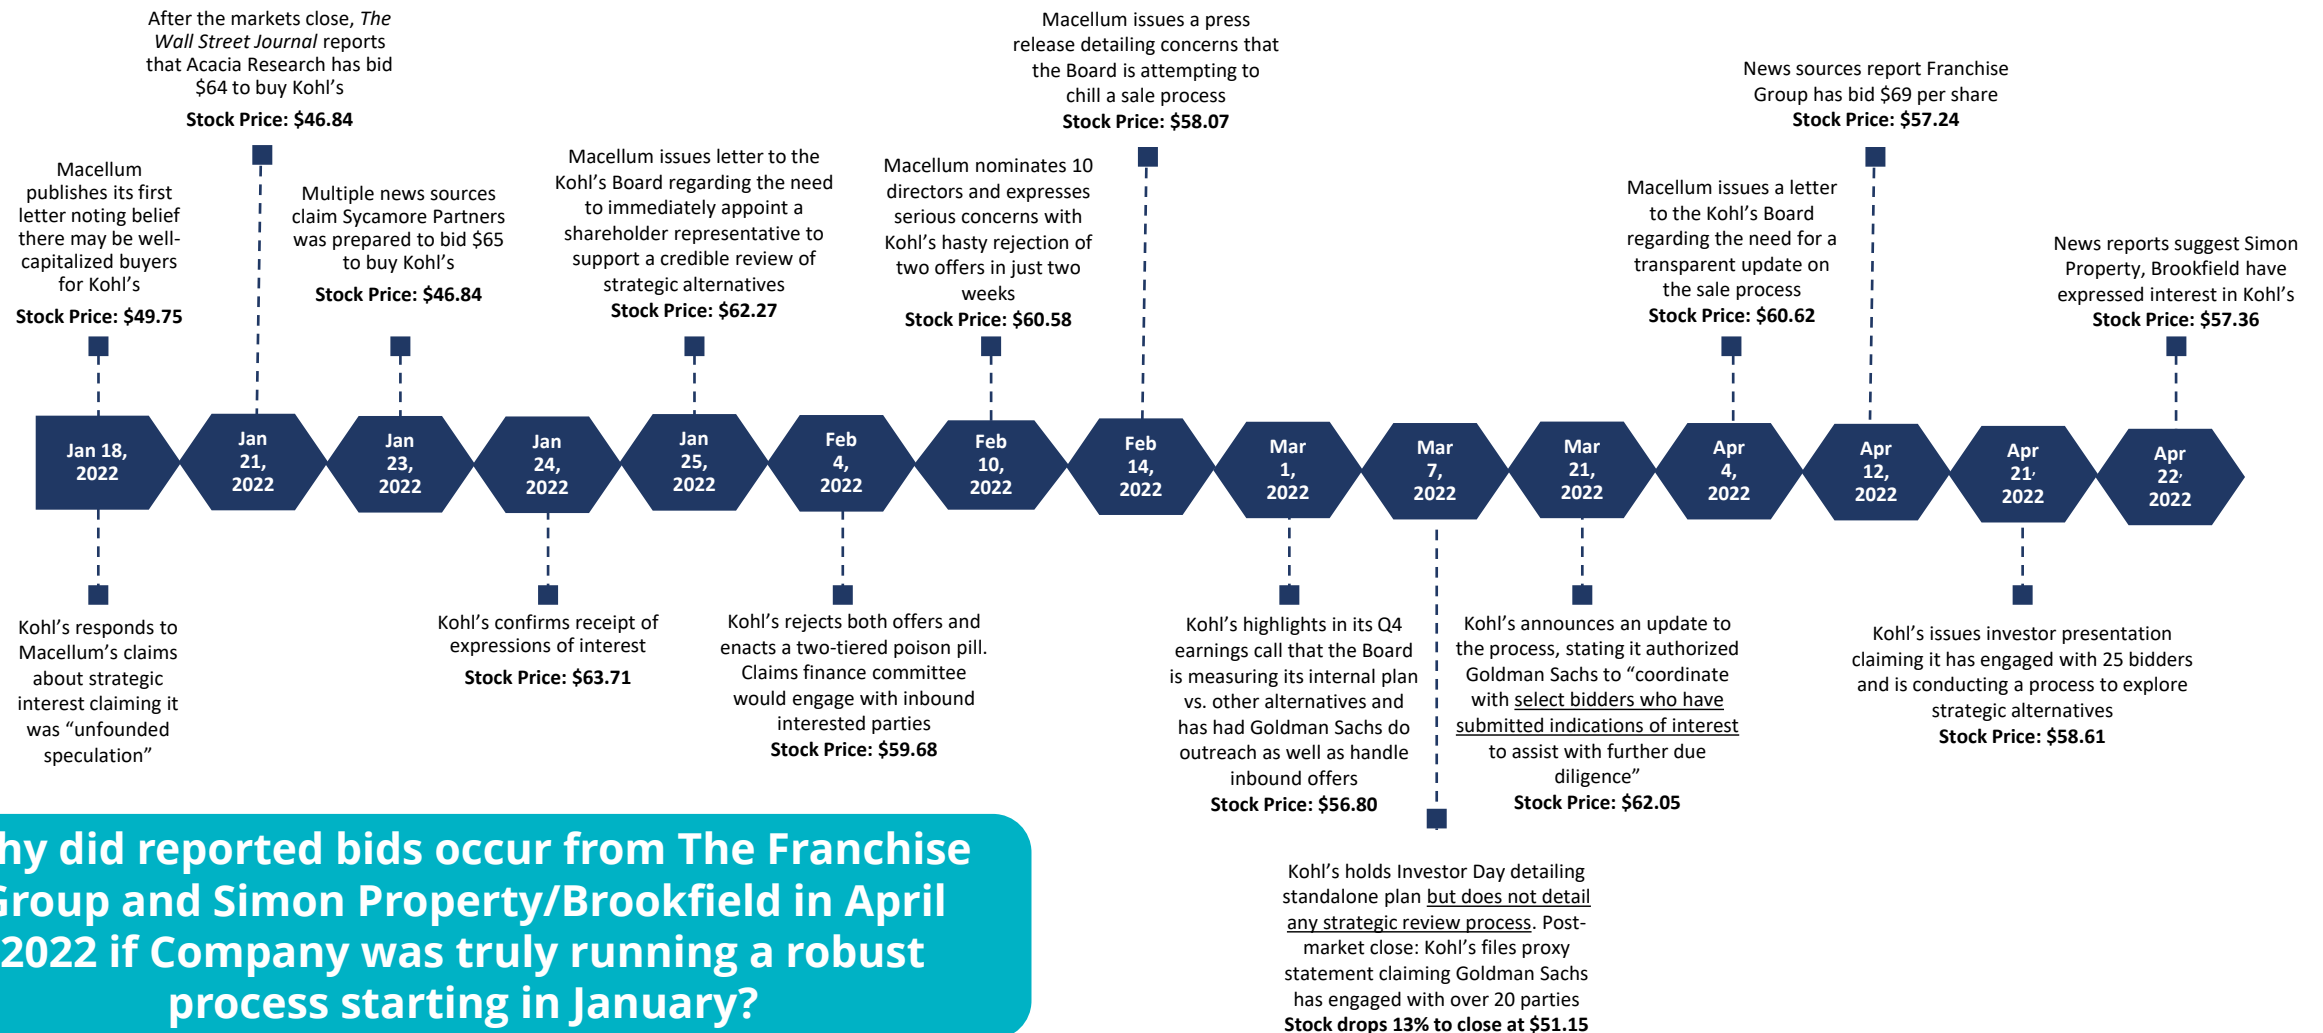 After the markets close, The
Wall Street Journal reports
that Acacia Research has bid
$64 to buy Kohl’s
Stock Price: $46.84
Macellum issues a press
release detailing concerns that
the Board is attempting to
chill a sale process
Stock Price: $58.07
News sources report Franchise
Group has bid $69 per share
Stock Price: $57.24
Macellum
publishes its first
letter noting belief
there may be well-
capitalized buyers
for Kohl’s
Stock Price: $49.75
Multiple news sources
claim Sycamore Partners
was prepared to bid $65
to buy Kohl’s
Stock Price: $46.84
Macellum issues letter to the
Kohl’s Board regarding the need
to immediately appoint a
shareholder representative to
support a credible review of
strategic alternatives
Stock Price: $62.27
Macellum nominates 10
directors and expresses
serious concerns with
Kohl’s hasty rejection of
two offers in just two
weeks
Stock Price: $60.58
Macellum issues a letter
to the Kohl’s Board
regarding the need for a
transparent update on
the sale process
Stock Price: $60.62
News reports suggest Simon
Property, Brookfield have
expressed interest in Kohl’s
Stock Price: $57.36
Jan 18,
2022
Jan
21,
2022
Jan
23,
2022
Jan
24,
2022
Jan
25,
2022
Feb
4,
2022
Feb
10,
2022
Feb
14,
2022
Mar
1,
2022
Mar
7,
2022
Mar
21,
2022
Apr
4,
2022
Apr
12,
2022
Apr
21,
2022
Apr
22,
2022
Kohl’s responds to
Macellum’s claims
about strategic
interest claiming it
was “unfounded
speculation”
Kohl’s confirms receipt of
expressions of interest
Stock Price: $63.71
Kohl’s rejects both offers and
enacts a two-tiered poison pill.
Claims finance committee
would engage with inbound
interested parties
Stock Price: $59.68
Kohl’s highlights in its Q4
earnings call that the Board
is measuring its internal plan
vs. other alternatives and
has had Goldman Sachs do
outreach as well as handle
inbound offers
Stock Price: $56.80
Kohl’s announces an update to
the process, stating it authorized
Goldman Sachs to “coordinate
with select bidders who have
submitted indications of interest
to assist with further due
diligence”
Stock Price: $62.05
Kohl’s issues investor presentation
claiming it has engaged with 25 bidders
and is conducting a process to explore
strategic alternatives
Stock Price: $58.61
Kohl’s holds Investor Day detailing
standalone plan but does not detail
any strategic review process. Post-
market close: Kohl’s files proxy
statement claiming Goldman Sachs
has engaged with over 20 parties
Stock drops 13% to close at $51.15
hy did reported bids occur from The Franchise
Group and Simon Property/Brookfield in April
2022 if Company was truly running a robust
process starting in January?